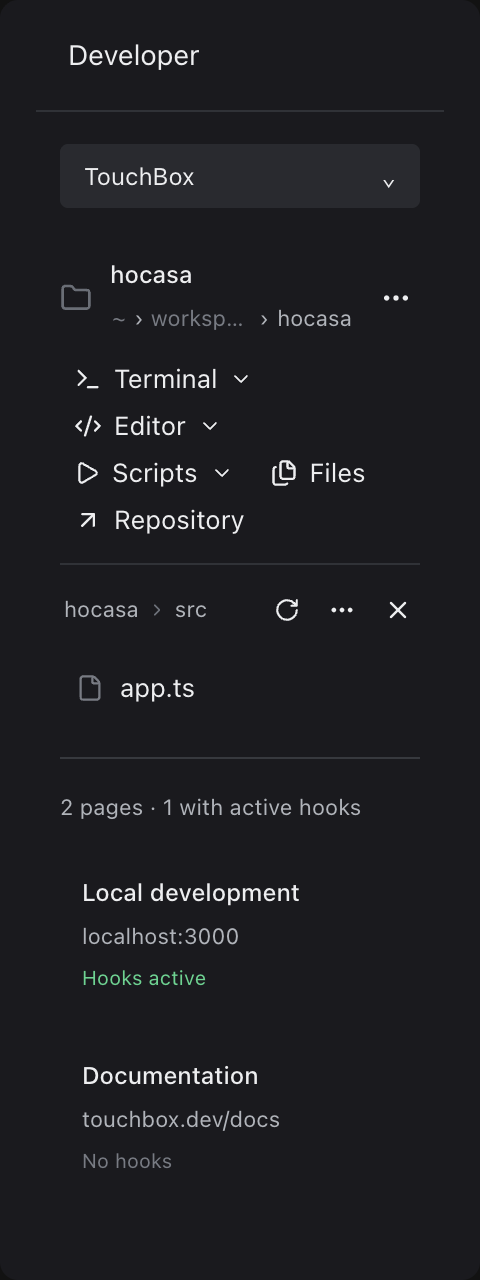 Developer
TouchBox
hocasa
~ › worksp... › hocasa
Terminal
Editor
Scripts Files
Repository
hocasa > src
app.ts
2 pages · 1 with active hooks
Local development
localhost:3000
Hooks active
Documentation
touchbox.dev/docs
No hooks